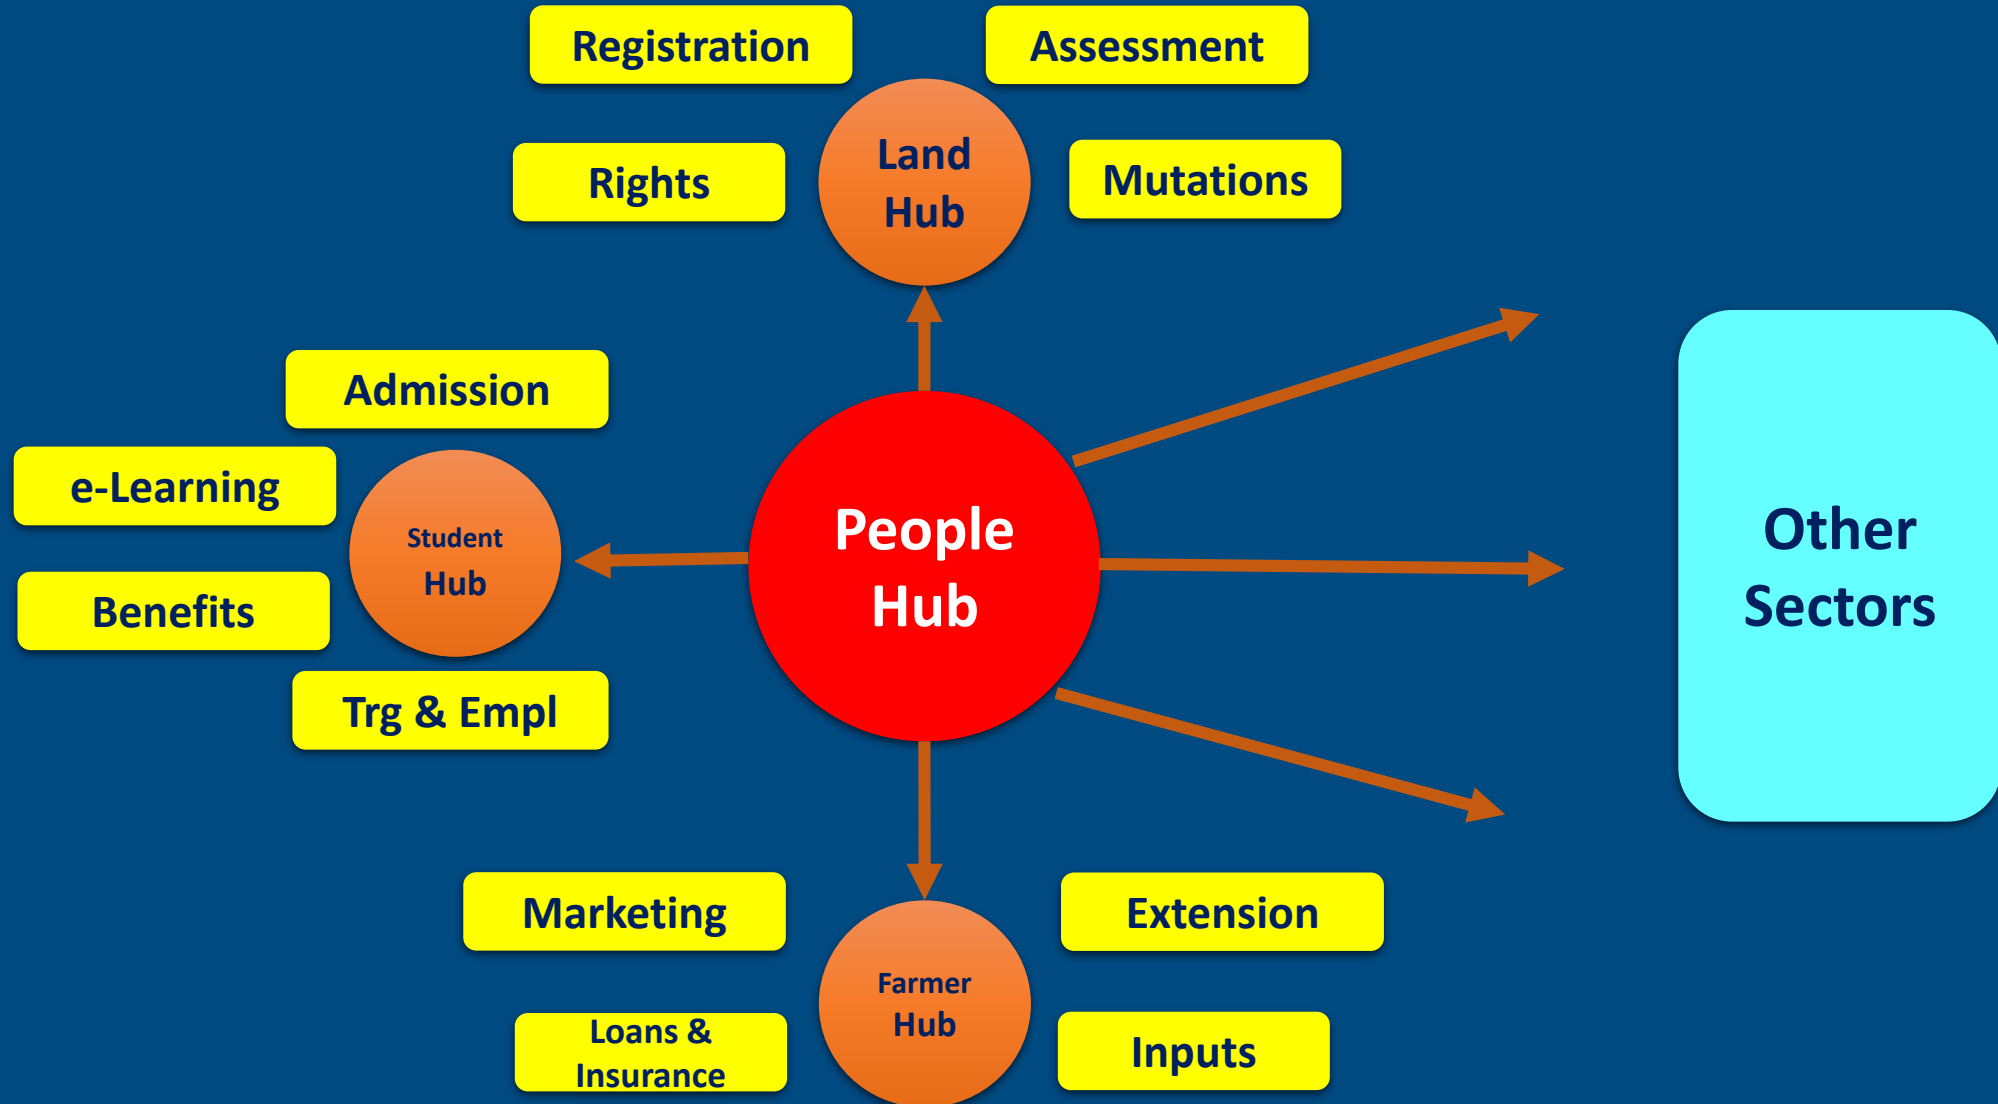 Registration
Assessment
Land
Hub
Rights
Mutations
Admission
e-Learning
Student
Hub
Benefits
Trg & Empl
People
Hub
Other
Sectors
Marketing
Extension
Farmer
Hub
Loans &
Insurance
Inputs